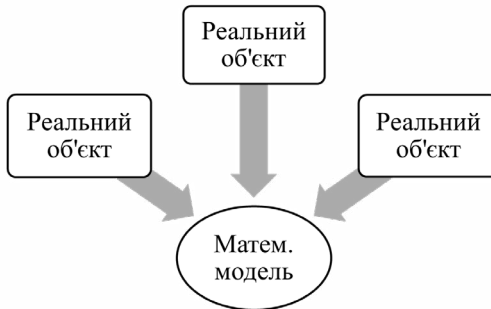 Реальний
об'єкт
Реальний
об'єкт
Реальний
об'єкт
Матем.
модель